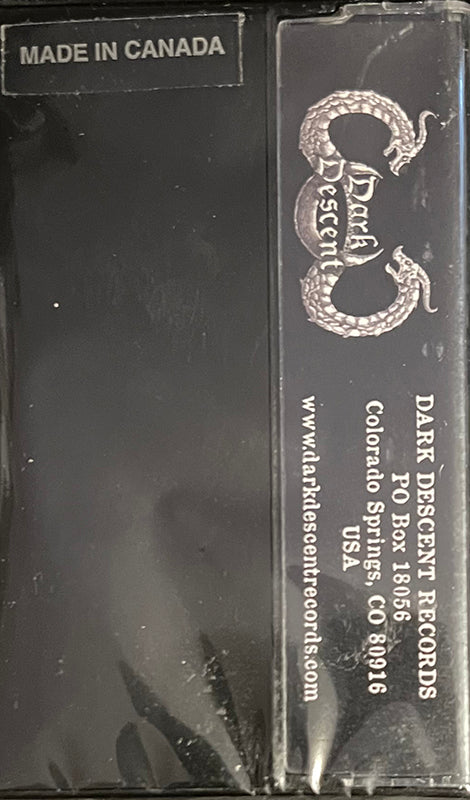 MADE IN CANADA
Dark
Descent
DARK DESCENT RECORDS
PO Box 18056
Colorado Springs, CO 80916
USA
www.darkdescentrecords.com